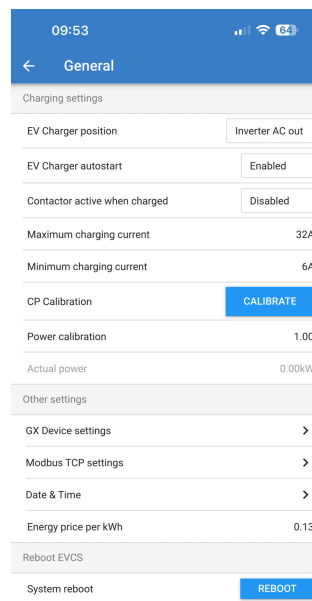 09:53
64
General
Charging settings
EV Charger position Inverter AC out
EV Charger autostart Enabled
Contactor active when charged Disabled
Maximum charging current 32A
Minimum charging current 6A
CP Calibration CALIBRATE
Power calibration 1.00
Actual power 0.00kW
Other settings
GX Device settings
Modbus TCP settings
Date & Time
Energy price per kWh 0.13
Reboot EVCS
System reboot REBOOT